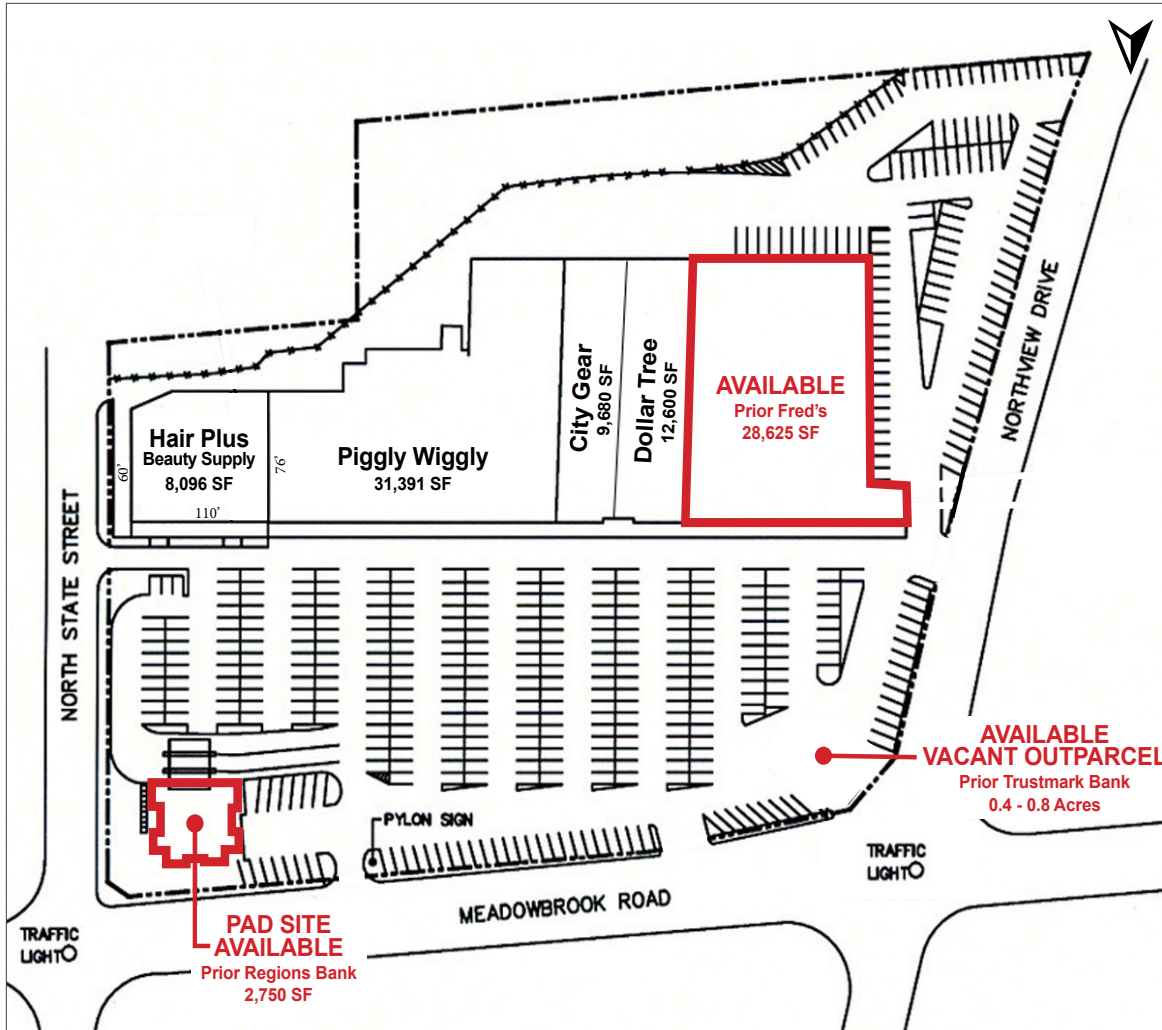 NORTHVIEW DRIVE
City Gear
9,680 SF
Dollar Tree
12,600 SF
AVAILABLE
Prior Fred's
28,625 SF
Hair Plus
Beauty Supply
8,096 SF
60'
76'
110'
Piggly Wiggly
31,391 SF
NORTH STATE STREET
AVAILABLE
VACANT OUTPARCEL
Prior Trustmark Bank
0.4 - 0.8 Acres
PYLON SIGN
TRAFFIC
LIGHT
MEADOWBROOK ROAD
PAD SITE
AVAILABLE
Prior Regions Bank
2,750 SF
TRAFFIC
LIGHT